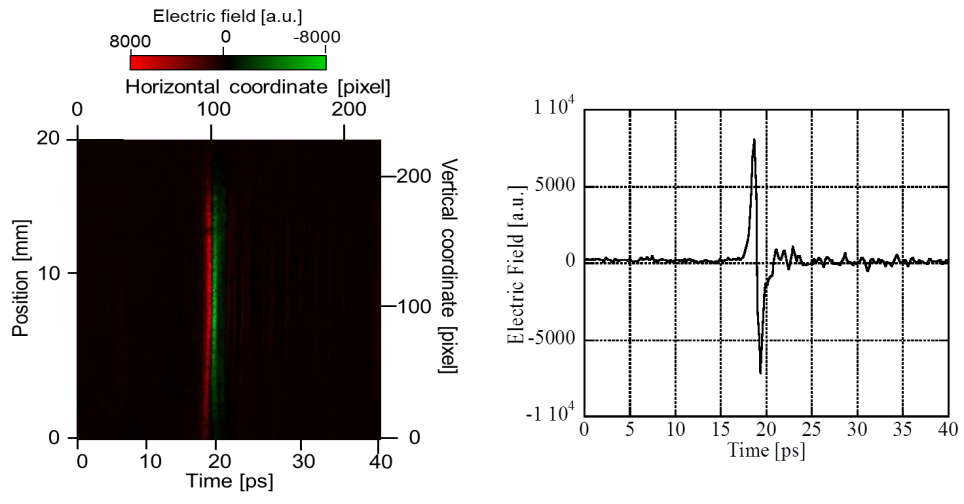 Electric field [a.u.]
8000 0 -8000
Horizontal coordinate [pixel]
0 100 200
20
10
0
Position [mm]
200
100
0
Vertical coordinate [pixel]
0 10 20 30 40
Time [ps]
1 10⁴
5000
0
-5000
-1 10⁴
Electric Field [a.u.]
0 5 10 15 20 25 30 35 40
Time [ps]